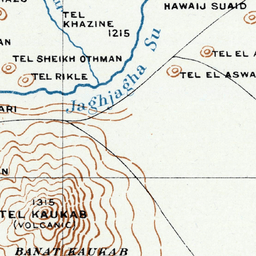 HAWAIJ SUAID
TEL
KHAZINE
1215
TEL SHEIKH OTHMAN
TEL RIKLE
TEL EL A
TEL EL ASWA
Jaghjagha Su
ARI
1315
TEL KAUKAB
(VOLCANIC)
BANAT KAUKAB